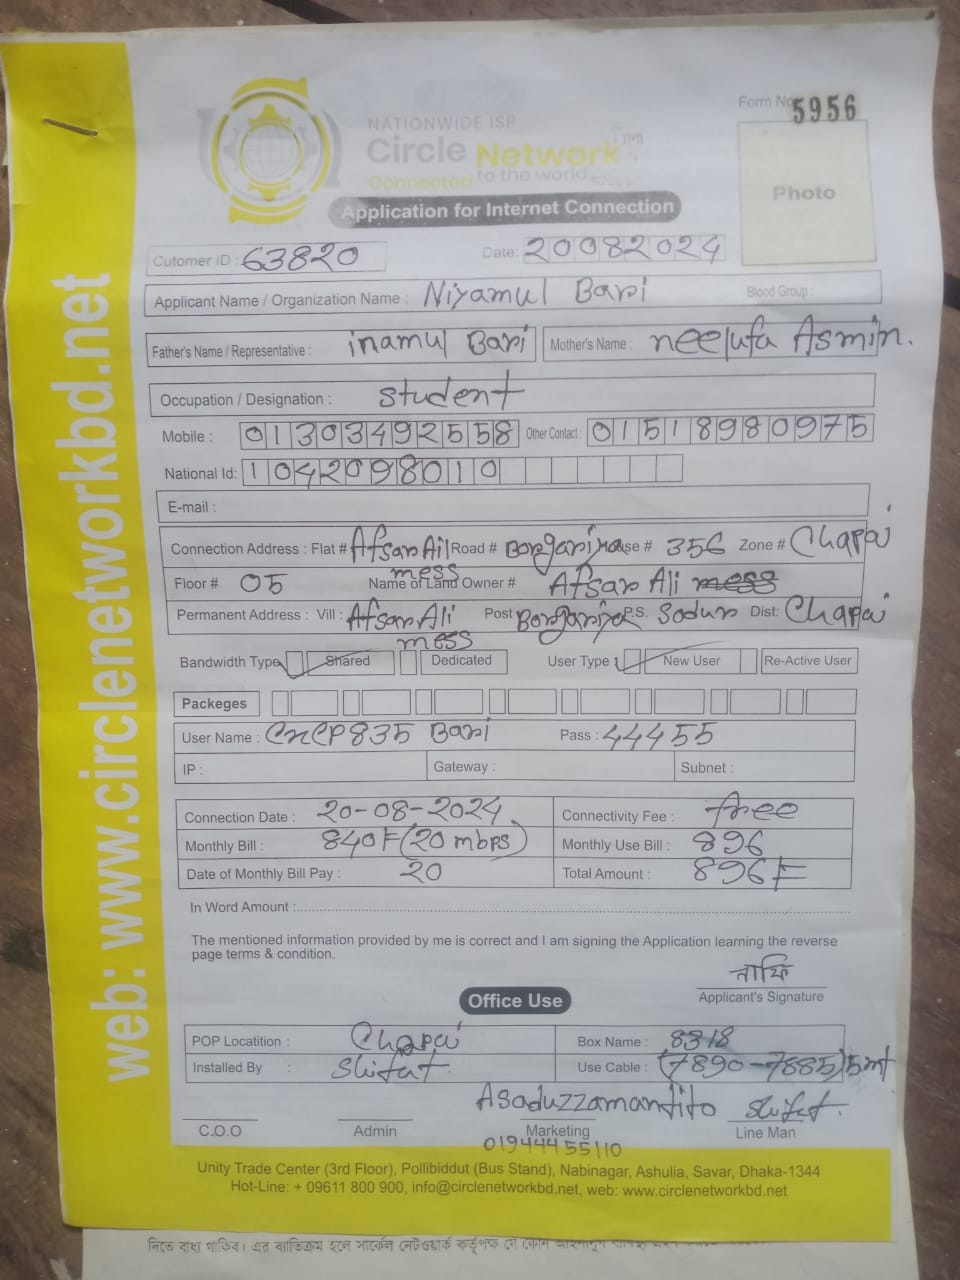 Form No 5956
NATIONWIDE ISP
Circle Network
Connected to the world
Photo
Application for Internet Connection
Cutomer ID : 63820 Date: 20082024
Applicant Name / Organization Name : Niyamul Bari Blood Group :
Father's Name / Representative : inamul Bari Mother's Name : neelufa Asmin.
Occupation / Designation : student
Mobile : 01303492558 Other Contact : 01518980975
National Id: 1042098010
E-mail :
Connection Address : Flat # Afsar Ali mess Road # House # 356 Zone # Chapai
Floor # 05 Name of Land Owner # Afsar Ali mess
Permanent Address : Vill : Afsar Ali mess Post P.S. Sodur Dist: Chapai
Bandwidth Type Shared Dedicated User Type : New User Re-Active User
Packeges
User Name : CNCP835 Bari Pass : 44455
IP : Gateway : Subnet :
Connection Date : 20-08-2024 Connectivity Fee : free
Monthly Bill : 840/= (20 mbps) Monthly Use Bill : 896
Date of Monthly Bill Pay : 20 Total Amount : 896/=
In Word Amount :
The mentioned information provided by me is correct and I am signing the Application learning the reverse
page terms & condition.
নাফি
Applicant's Signature
Office Use
POP Locatition : Chapai Box Name : 8318
Installed By : Shifat Use Cable : (7890-7885) 5mt
Asaduzzamantito Shifat.
C.O.O Admin Marketing Line Man
01944455110
Unity Trade Center (3rd Floor), Pollibiddut (Bus Stand), Nabinagar, Ashulia, Savar, Dhaka-1344
Hot-Line: + 09611 800 900, info@circlenetworkbd.net, web: www.circlenetworkbd.net
web: www.circlenetworkbd.net